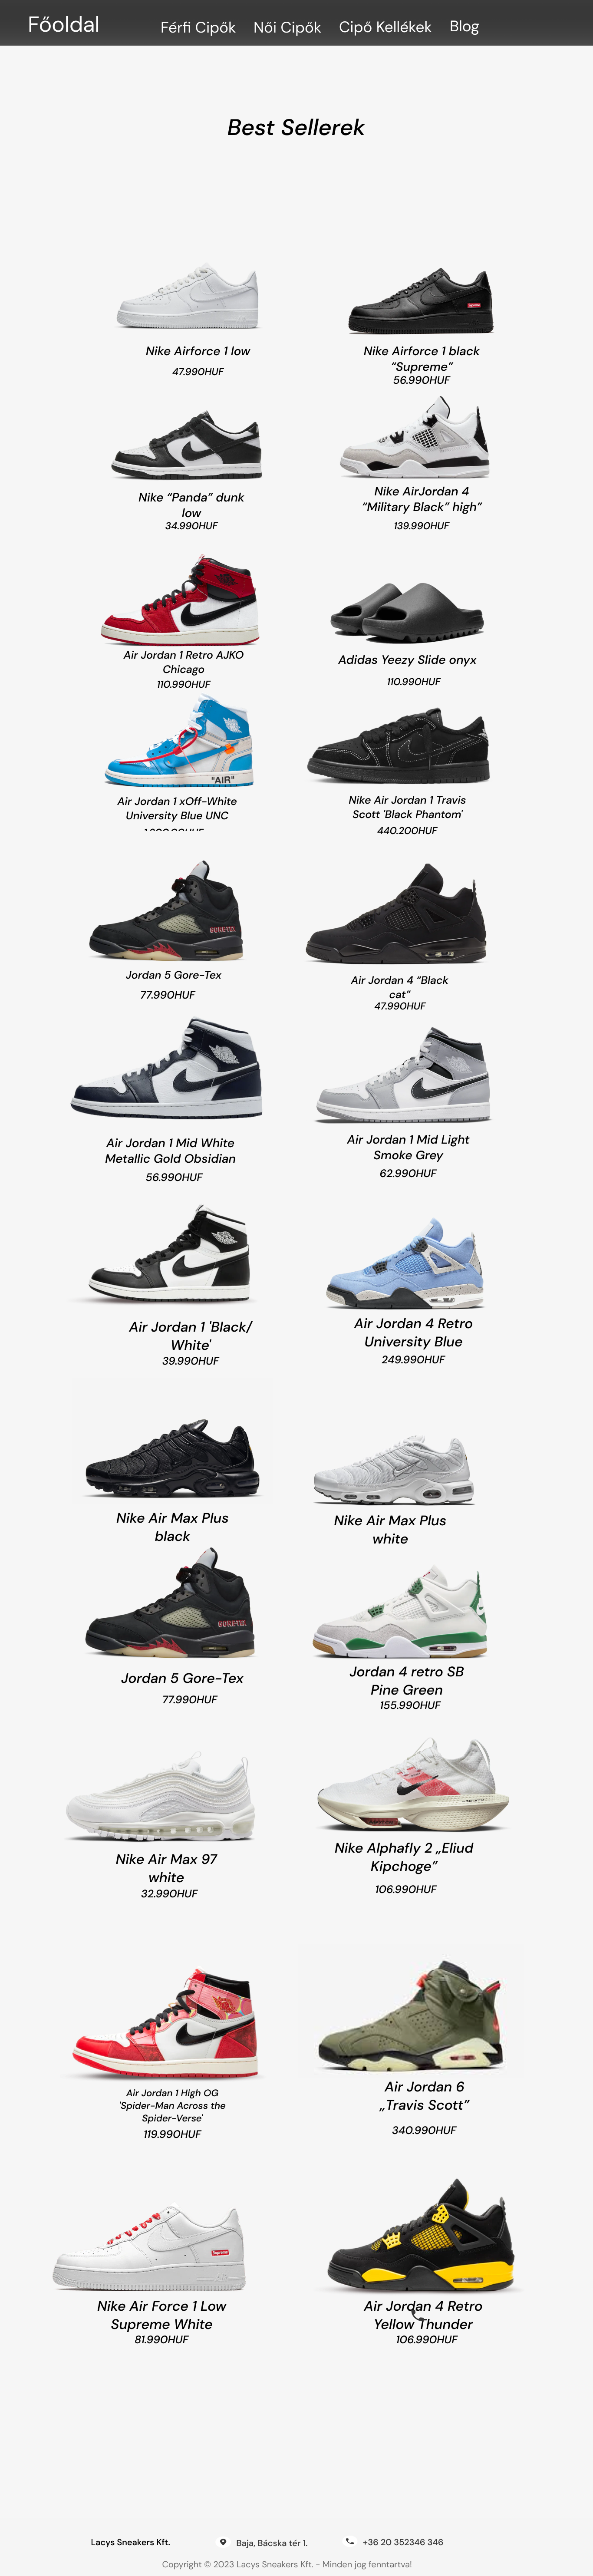 Főoldal
Férfi Cipők
Női Cipők
Cipő Kellékek
Blog
Best Sellerek
Nike Airforce 1 low
47.990HUF
Nike Airforce 1 black
“Supreme”
56.990HUF
Nike “Panda” dunk
low
34.990HUF
Nike AirJordan 4
“Military Black” high”
139.990HUF
Air Jordan 1 Retro AJKO
Chicago
110.990HUF
Adidas Yeezy Slide onyx
110.990HUF
"AIR"
Air Jordan 1 xOff-White
University Blue UNC
Nike Air Jordan 1 Travis
Scott 'Black Phantom'
440.200HUF
GORE-TEX
Jordan 5 Gore-Tex
77.990HUF
Air Jordan 4 “Black
cat”
47.990HUF
Air Jordan 1 Mid White
Metallic Gold Obsidian
56.990HUF
Air Jordan 1 Mid Light
Smoke Grey
62.990HUF
Air Jordan 1 'Black/
White'
39.990HUF
Air Jordan 4 Retro
University Blue
249.990HUF
Nike Air Max Plus
black
Nike Air Max Plus
white
GORE-TEX
Jordan 5 Gore-Tex
77.990HUF
Jordan 4 retro SB
Pine Green
155.990HUF
Nike Air Max 97
white
32.990HUF
Nike Alphafly 2 „Eliud
Kipchoge”
106.990HUF
Air Jordan 1 High OG
'Spider-Man Across the
Spider-Verse'
119.990HUF
Air Jordan 6
„Travis Scott”
340.990HUF
Supreme
Nike Air Force 1 Low
Supreme White
81.990HUF
Air Jordan 4 Retro
Yellow Thunder
106.990HUF
Lacys Sneakers Kft.
Baja, Bácska tér 1.
+36 20 352346 346
Copyright © 2023 Lacys Sneakers Kft. - Minden jog fenntartva!